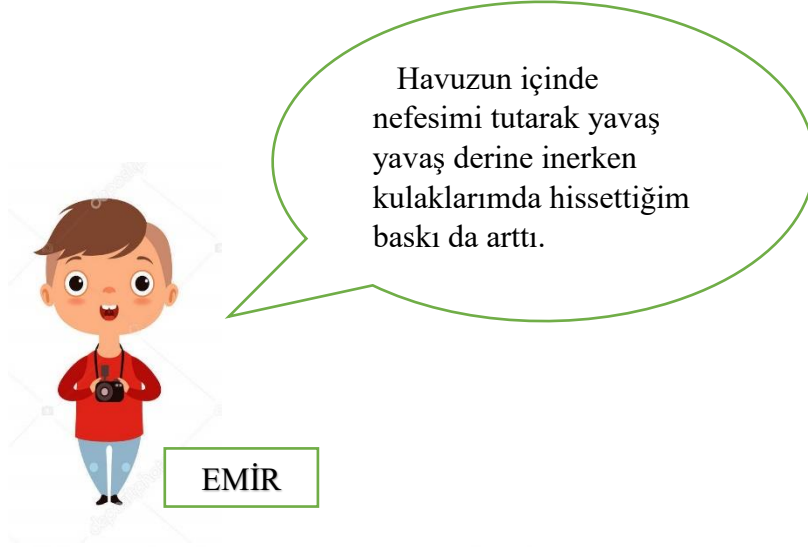 Havuzun içinde
nefesimi tutarak yavaş
yavaş derine inerken
kulaklarımda hissettiğim
baskı da arttı.
EMİR